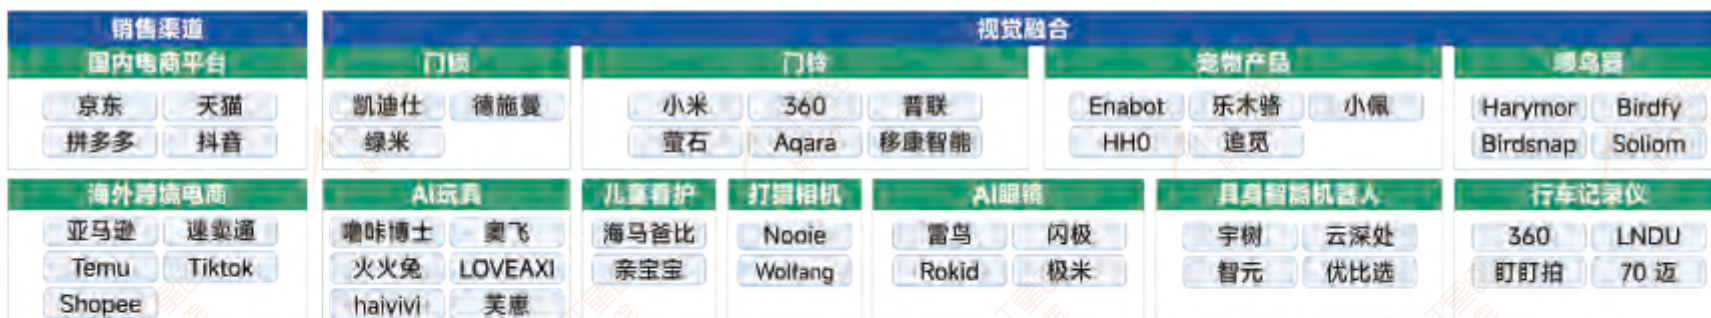 销售渠道 视觉融合
国内电商平台 门锁 门铃 宠物产品 喂鸟器
京东 天猫 凯迪仕 德施曼 小米 360 普联 Enabot 乐木骆 小佩 Harymor Birdfy
拼多多 抖音 绿米 萤石 Aqara 移康智能 HHO 追觅 Birdsnap Soliom
海外跨境电商 AI玩具 儿童看护 打猎相机 AI眼镜 具身智能机器人 行车记录仪
亚马逊 速卖通 噜咔博士 奥飞 海马爸比 Nooie 雷鸟 闪极 宇树 云深处 360 LNDU
Temu Tiktok 火火兔 LOVEAXI 亲宝宝 Wolfang Rokid 极米 智元 优比选 盯盯拍 70迈
Shopee haivivi 芙崽